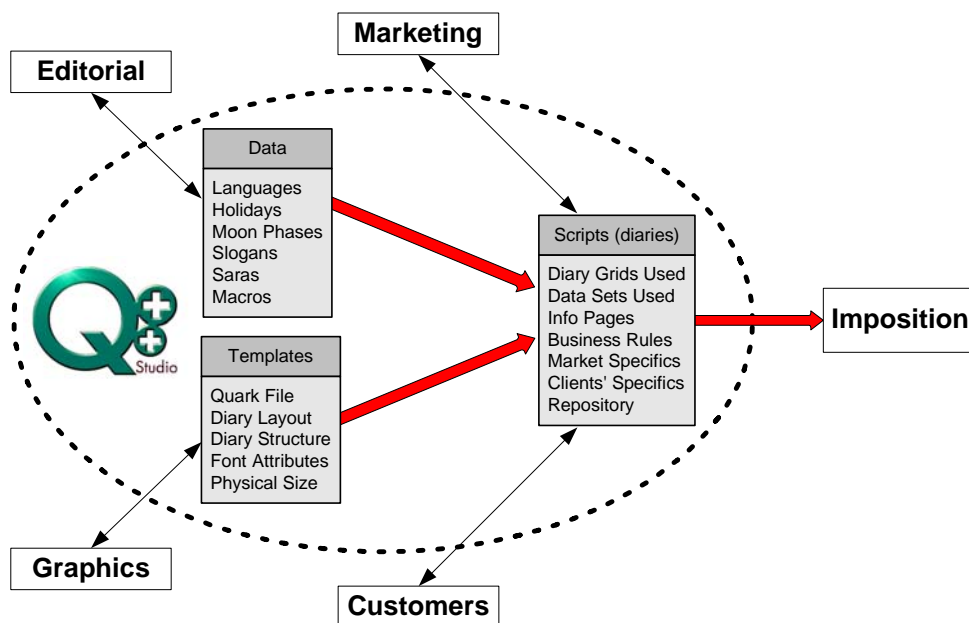 Marketing
Editorial
Data
Languages
Holidays
Moon Phases
Slogans
Saras
Macros
Scripts (diaries)
Diary Grids Used
Data Sets Used
Info Pages
Business Rules
Market Specifics
Clients' Specifics
Repository
Imposition
Q++
Studio
Templates
Quark File
Diary Layout
Diary Structure
Font Attributes
Physical Size
Graphics
Customers